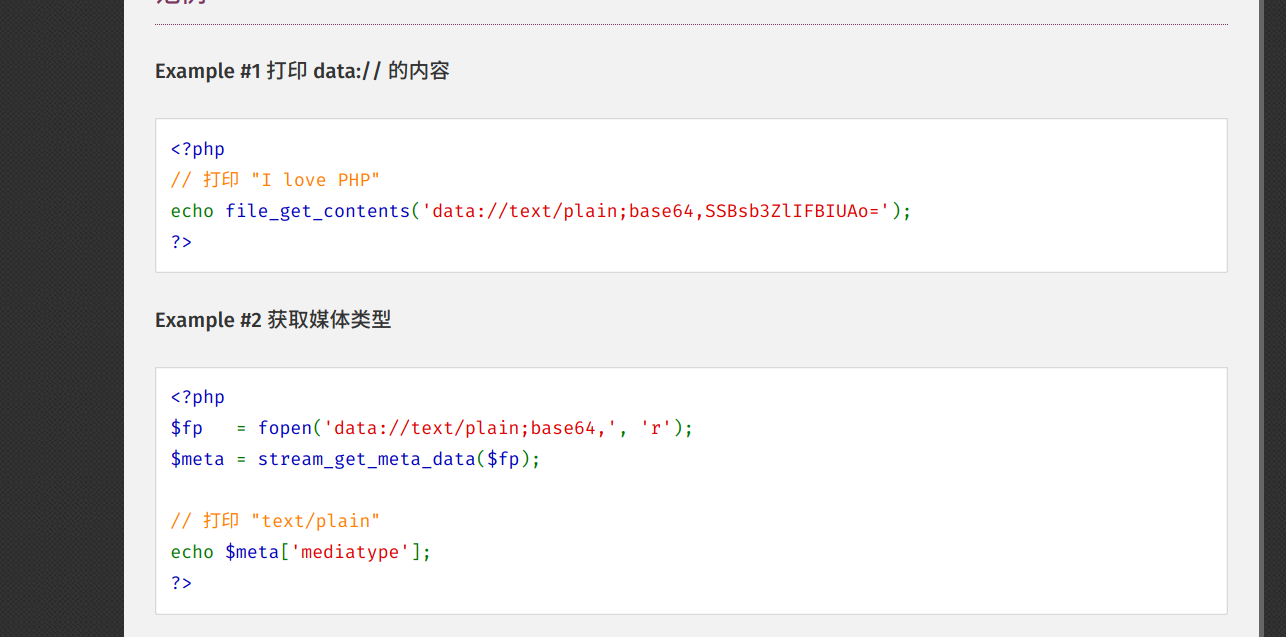 Example #1 打印 data:// 的内容
<?php
// 打印 "I love PHP"
echo file_get_contents('data://text/plain;base64,SSBsb3ZlIFBIUAo=');
?>
Example #2 获取媒体类型
<?php
$fp   = fopen('data://text/plain;base64,', 'r');
$meta = stream_get_meta_data($fp);
// 打印 "text/plain"
echo $meta['mediatype'];
?>